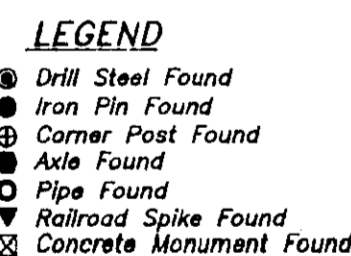 LEGEND
Drill Steel Found
Iron Pin Found
Corner Post Found
Axle Found
Pipe Found
Railroad Spike Found
Concrete Monument Found